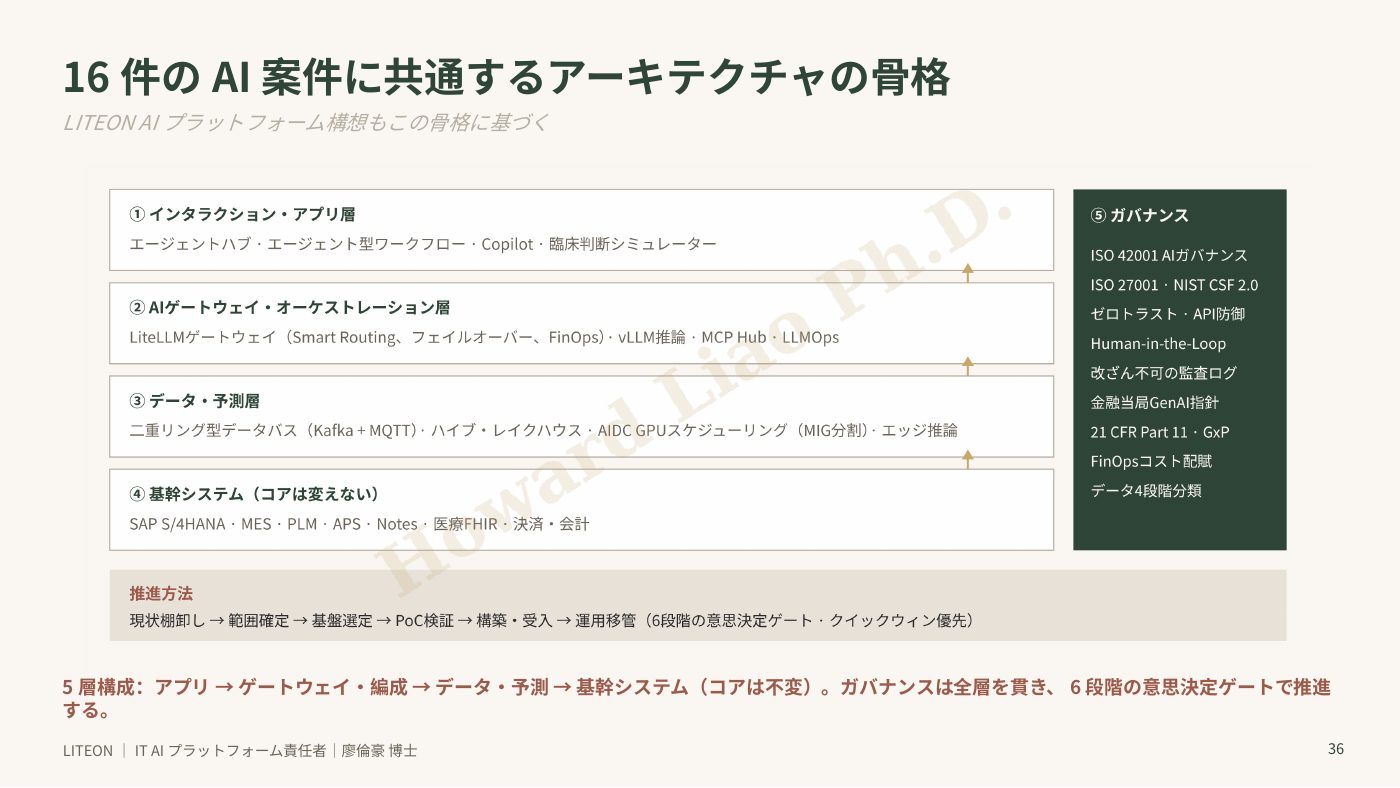 16 件の AI 案件に共通するアーキテクチャの骨格
LITEON AI プラットフォーム構想もこの骨格に基づく
① インタラクション・アプリ層
エージェントハブ · エージェント型ワークフロー · Copilot · 臨床判断シミュレーター
② AIゲートウェイ・オーケストレーション層
LiteLLMゲートウェイ（Smart Routing、フェイルオーバー、FinOps）· vLLM推論 · MCP Hub · LLMOps
③ データ・予測層
二重リング型データバス（Kafka + MQTT）· ハイブ・レイクハウス · AIDC GPUスケジューリング（MIG分割）· エッジ推論
④ 基幹システム（コアは変えない）
SAP S/4HANA · MES · PLM · APS · Notes · 医療FHIR · 決済・会計
⑤ ガバナンス
ISO 42001 AIガバナンス
ISO 27001 · NIST CSF 2.0
ゼロトラスト · API防御
Human-in-the-Loop
改ざん不可の監査ログ
金融当局GenAI指針
21 CFR Part 11 · GxP
FinOpsコスト配賦
データ4段階分類
推進方法
現状棚卸し → 範囲確定 → 基盤選定 → PoC検証 → 構築・受入 → 運用移管（6段階の意思決定ゲート · クイックウィン優先）
5 層構成：アプリ → ゲートウェイ・編成 → データ・予測 → 基幹システム（コアは不変）。ガバナンスは全層を貫き、 6 段階の意思決定ゲートで推進
する。
LITEON ｜ IT AI プラットフォーム責任者｜廖倫豪 博士
36
Howard Liao Ph.D.